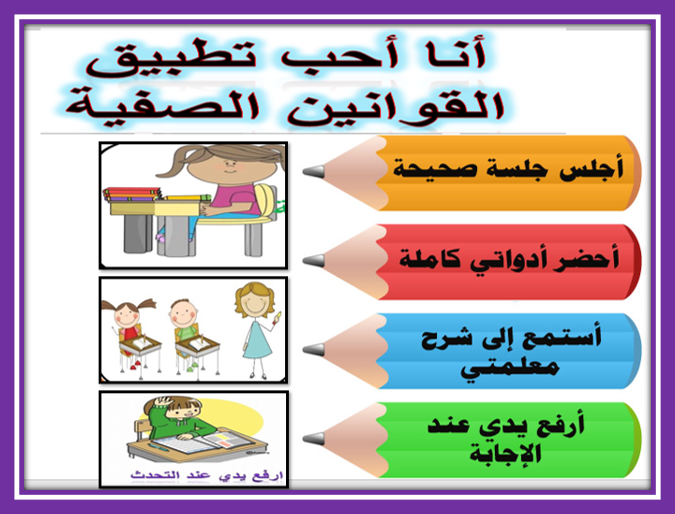 أنا أحب تطبيق
القوانين الصفية
أجلس جلسة صحيحة
أحضر أدواتي كاملة
أستمع إلى شرح
معلمتي
أرفع يدي عند
الإجابة
ارفع يدي عند التحدث